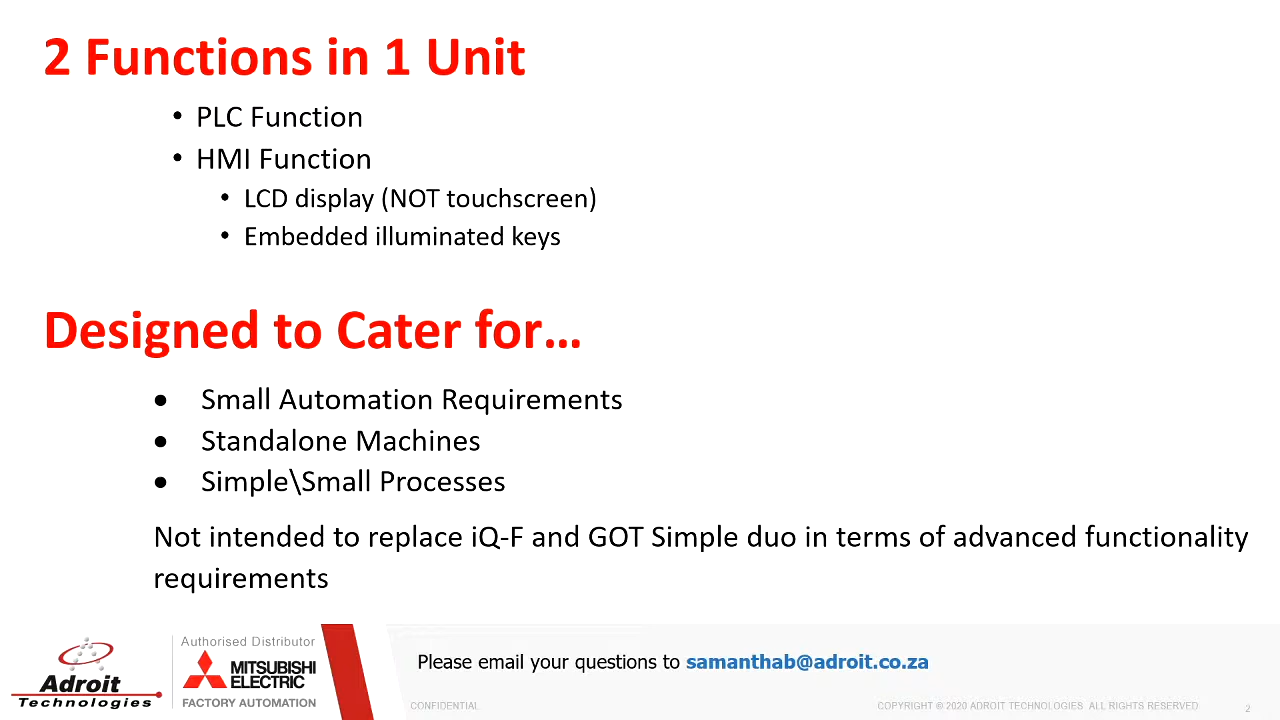 2 Functions in 1 Unit
• PLC Function
• HMI Function
• LCD display (NOT touchscreen)
• Embedded illuminated keys
Designed to Cater for...
• Small Automation Requirements
• Standalone Machines
• Simple\Small Processes
Not intended to replace iQ-F and GOT Simple duo in terms of advanced functionality
requirements
Adroit
Technologies
Authorised Distributor
MITSUBISHI
ELECTRIC
FACTORY AUTOMATION
Please email your questions to samanthab@adroit.co.za
CONFIDENTIAL
COPYRIGHT © 2020 ADROIT TECHNOLOGIES. ALL RIGHTS RESERVED.
2